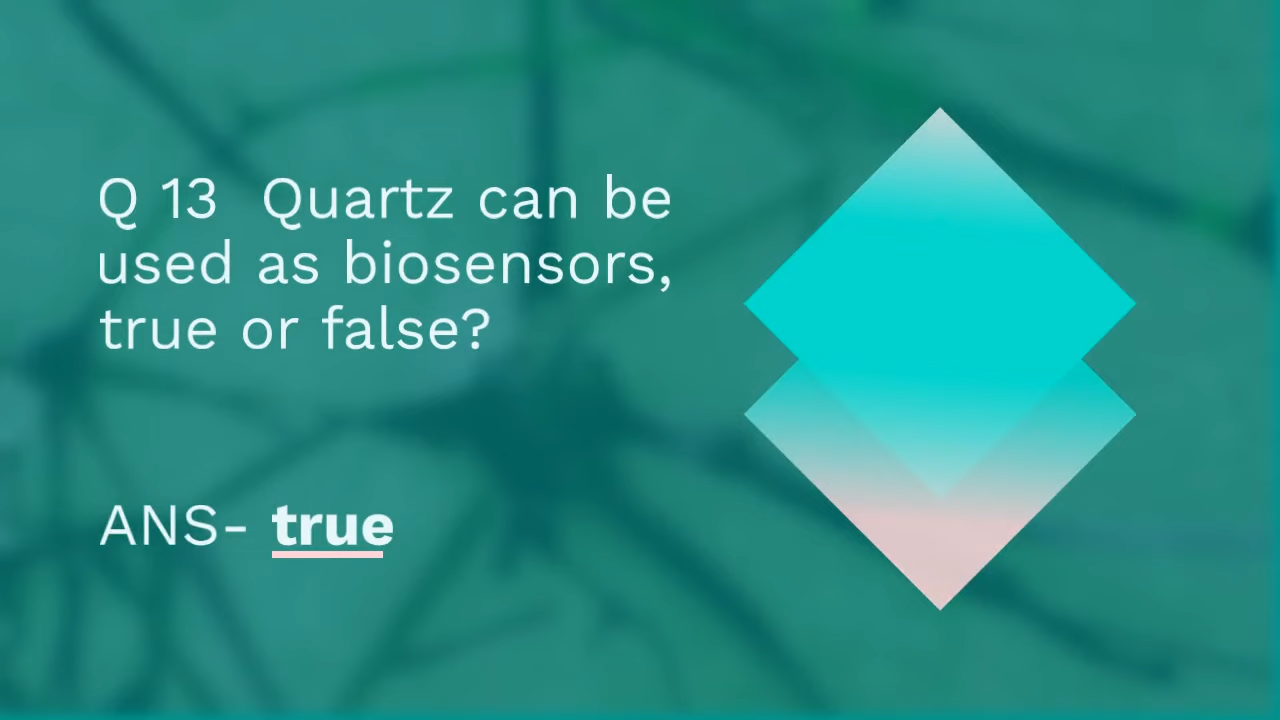 Q 13  Quartz can be
used as biosensors,
true or false?
ANS- true